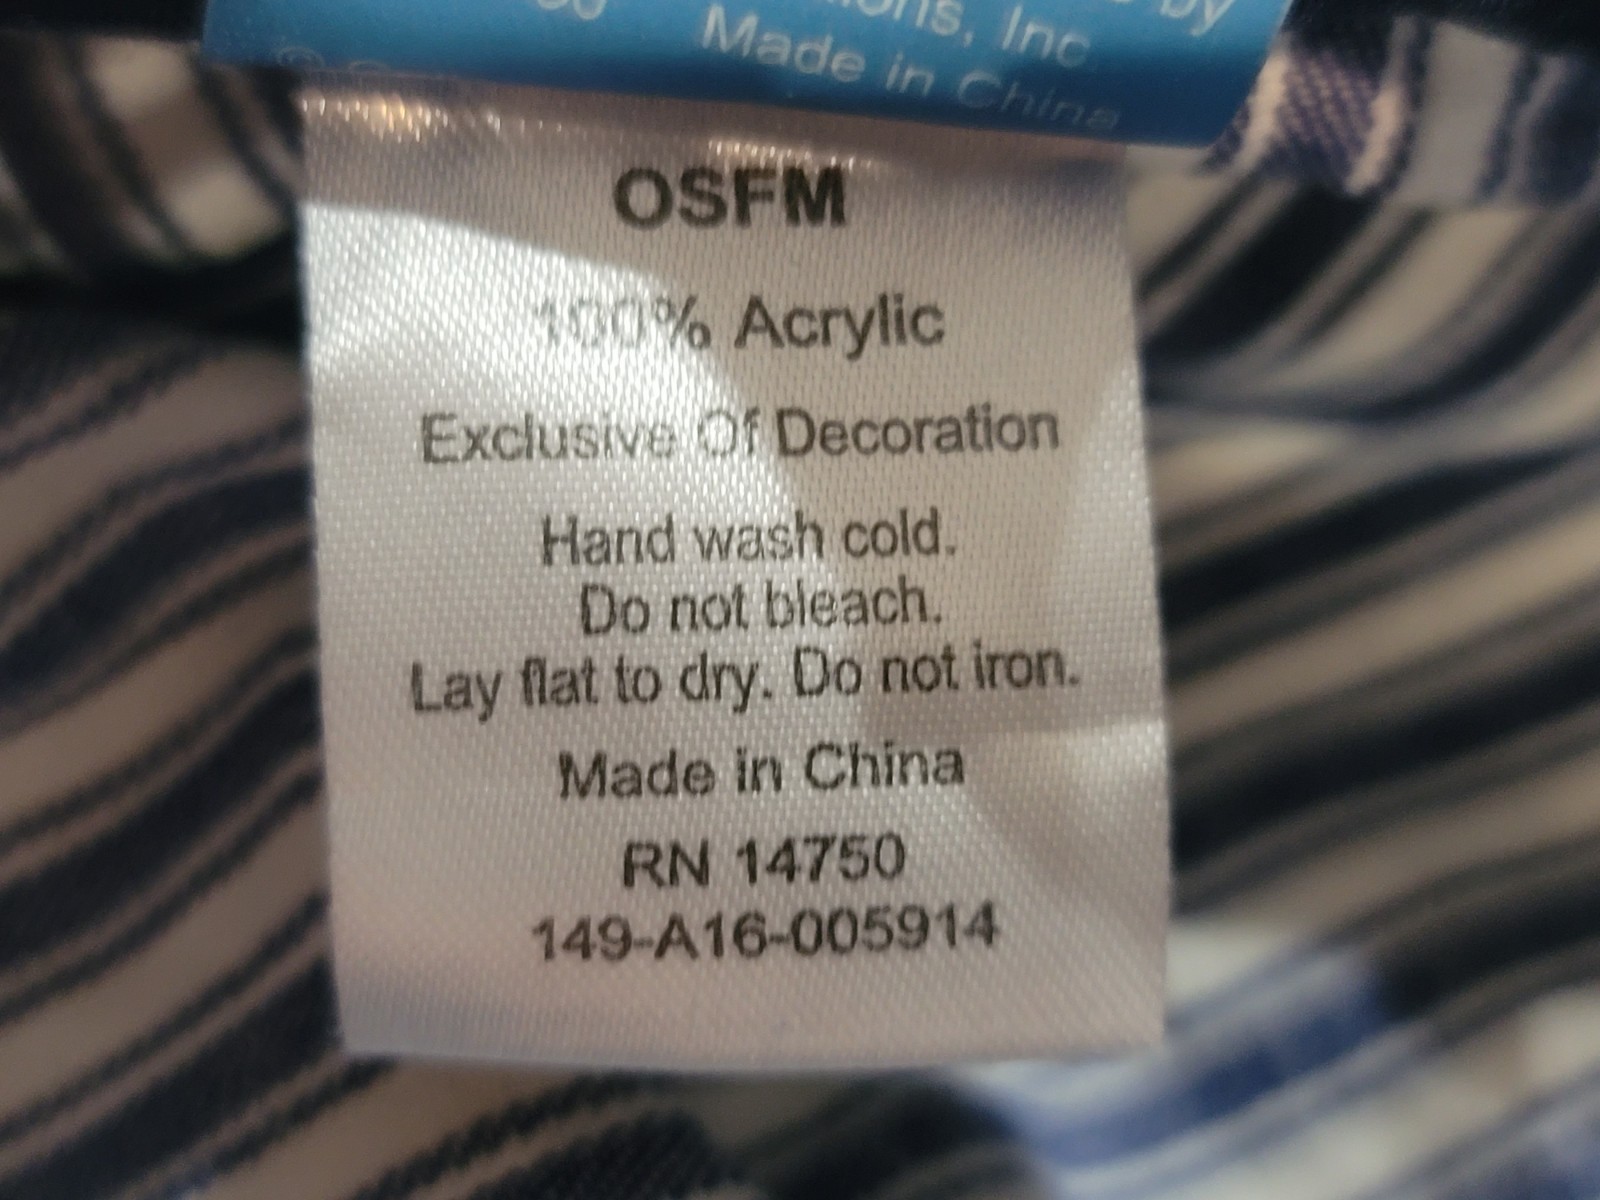 by
Inc.
Made in China
OSFM
100% Acrylic
Exclusive Of Decoration
Hand wash cold.
Do not bleach.
Lay flat to dry. Do not iron.
Made in China
RN 14750
149-A16-005914